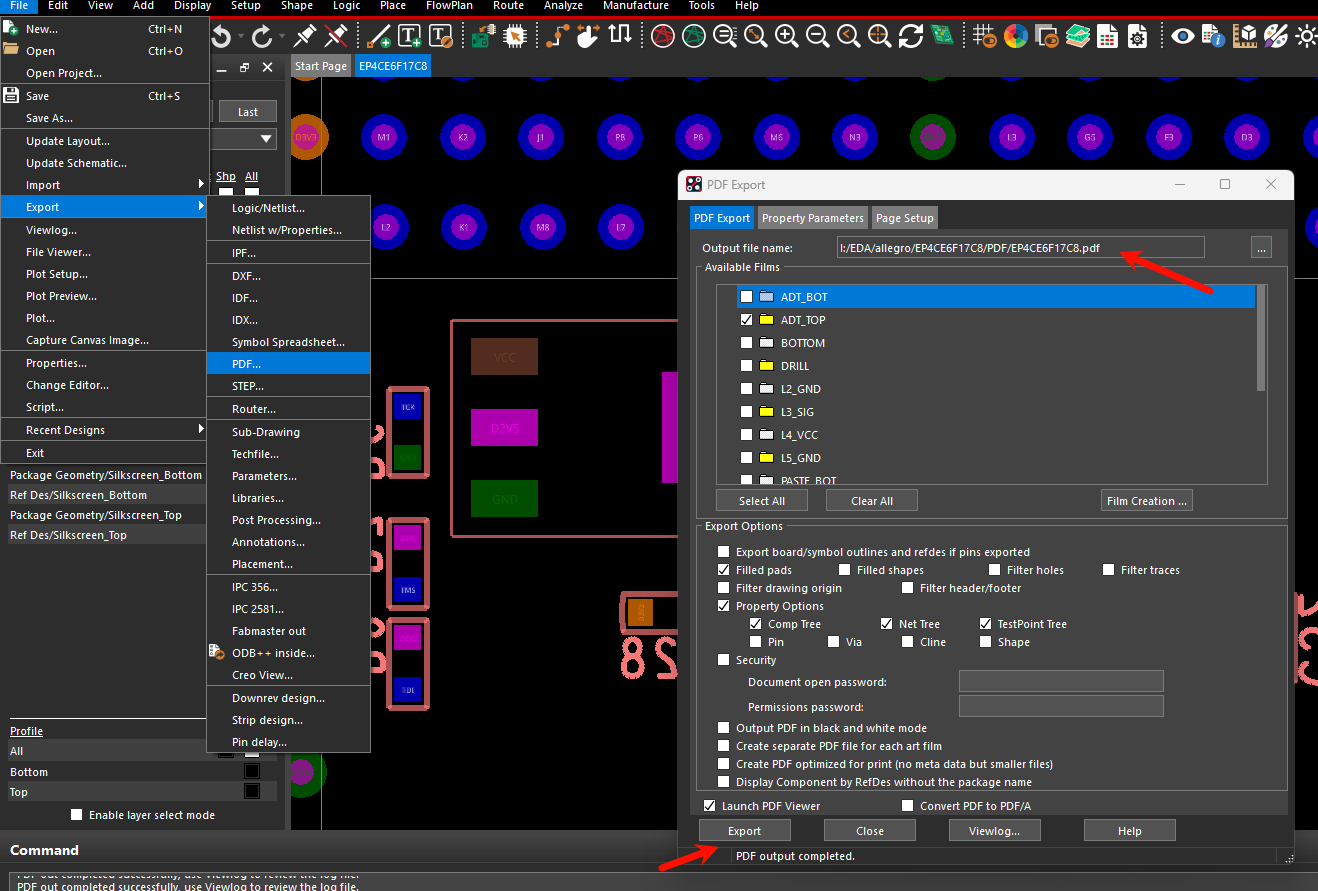 File Edit View Add Display Setup Shape Logic Place FlowPlan Route Analyze Manufacture Tools Help
New... Ctrl+N
Open Ctrl+O
Open Project...
Save Ctrl+S
Save As...
Update Layout...
Update Schematic...
Import
Export
Viewlog...
File Viewer...
Plot Setup...
Plot Preview...
Plot...
Capture Canvas Image...
Properties...
Change Editor...
Script...
Recent Designs
Exit
Last
Shp All
Package Geometry/Silkscreen_Bottom
Ref Des/Silkscreen_Bottom
Package Geometry/Silkscreen_Top
Ref Des/Silkscreen_Top
Profile
All
Bottom
Top
Enable layer select mode
Logic/Netlist...
Netlist w/Properties...
IPF...
DXF...
IDF...
IDX...
Symbol Spreadsheet...
PDF...
STEP...
Router...
Sub-Drawing
Techfile...
Parameters...
Libraries...
Post Processing...
Annotations...
Placement...
IPC 356...
IPC 2581...
Fabmaster out
ODB++ inside...
Creo View...
Downrev design...
Strip design...
Pin delay...
Start Page EP4CE6F17C8
D3V3 M1 K2 J1 P8 P6 M6 N3 L3 G5 F3 D3
L2 K1 M8 L7
VCC
D2V5
GND
TCK
TMS
TDI
28
PDF Export
PDF Export Property Parameters Page Setup
Output file name: I:/EDA/allegro/EP4CE6F17C8/PDF/EP4CE6F17C8.pdf ...
Available Films
ADT_BOT
ADT_TOP
BOTTOM
DRILL
L2_GND
L3_SIG
L4_VCC
L5_GND
PASTE_BOT
Select All Clear All Film Creation ...
Export Options
Export board/symbol outlines and refdes if pins exported
Filled pads Filled shapes Filter holes Filter traces
Filter drawing origin Filter header/footer
Property Options
Comp Tree Net Tree TestPoint Tree
Pin Via Cline Shape
Security
Document open password:
Permissions password:
Output PDF in black and white mode
Create separate PDF file for each art film
Create PDF optimized for print (no meta data but smaller files)
Display Component by RefDes without the package name
Launch PDF Viewer Convert PDF to PDF/A
Export Close Viewlog... Help
PDF output completed.
Command
PDF out completed successfully, use Viewlog to review the log file.
PDF out completed successfully, use Viewlog to review the log file.